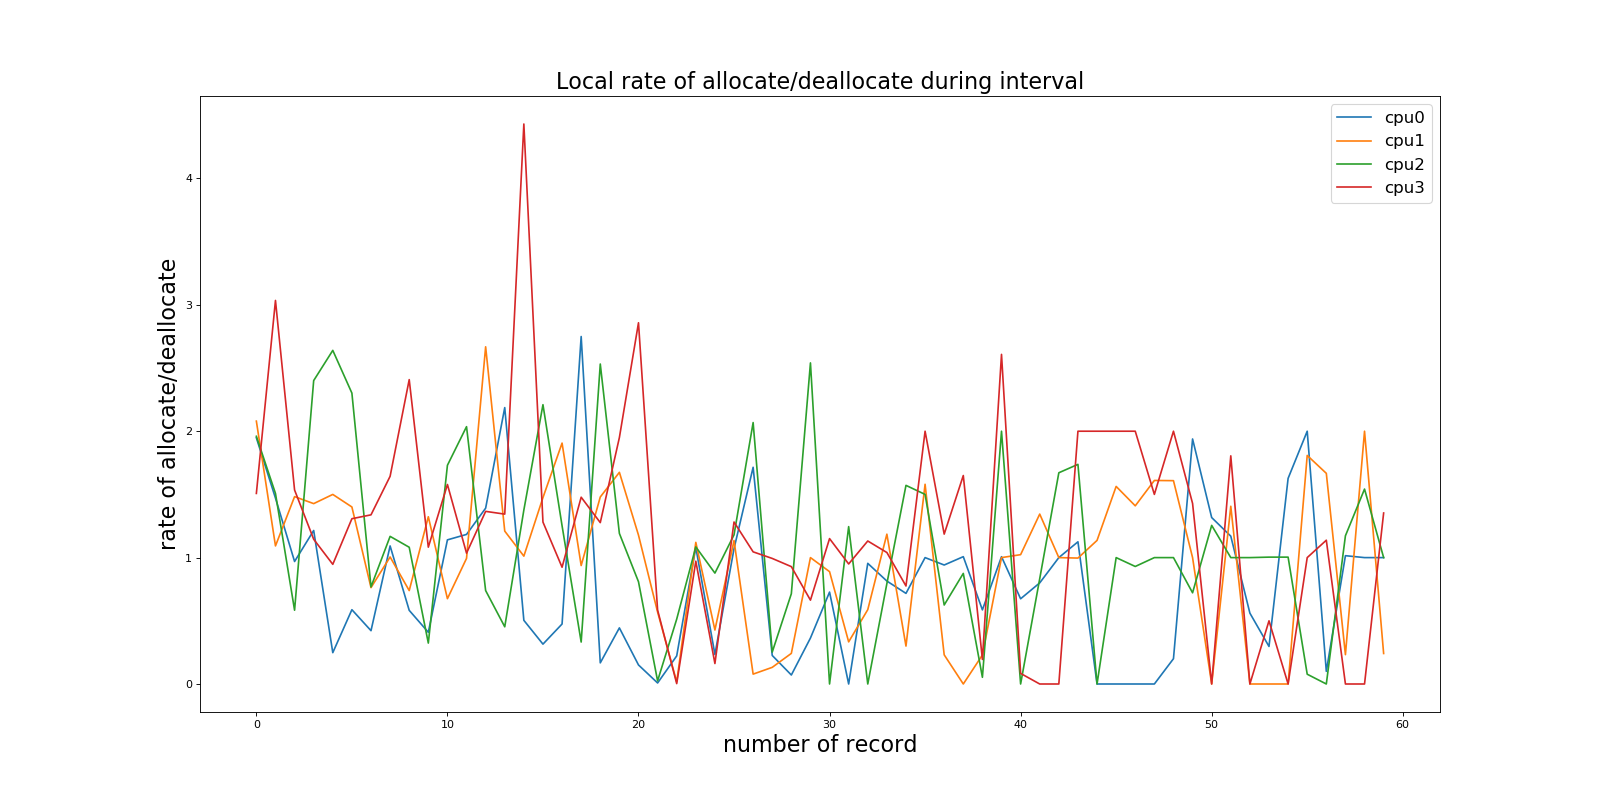 Local rate of allocate/deallocate during interval
cpu0
cpu1
cpu2
cpu3
rate of allocate/deallocate
4
3
2
1
0
0 10 20 30 40 50 60
number of record